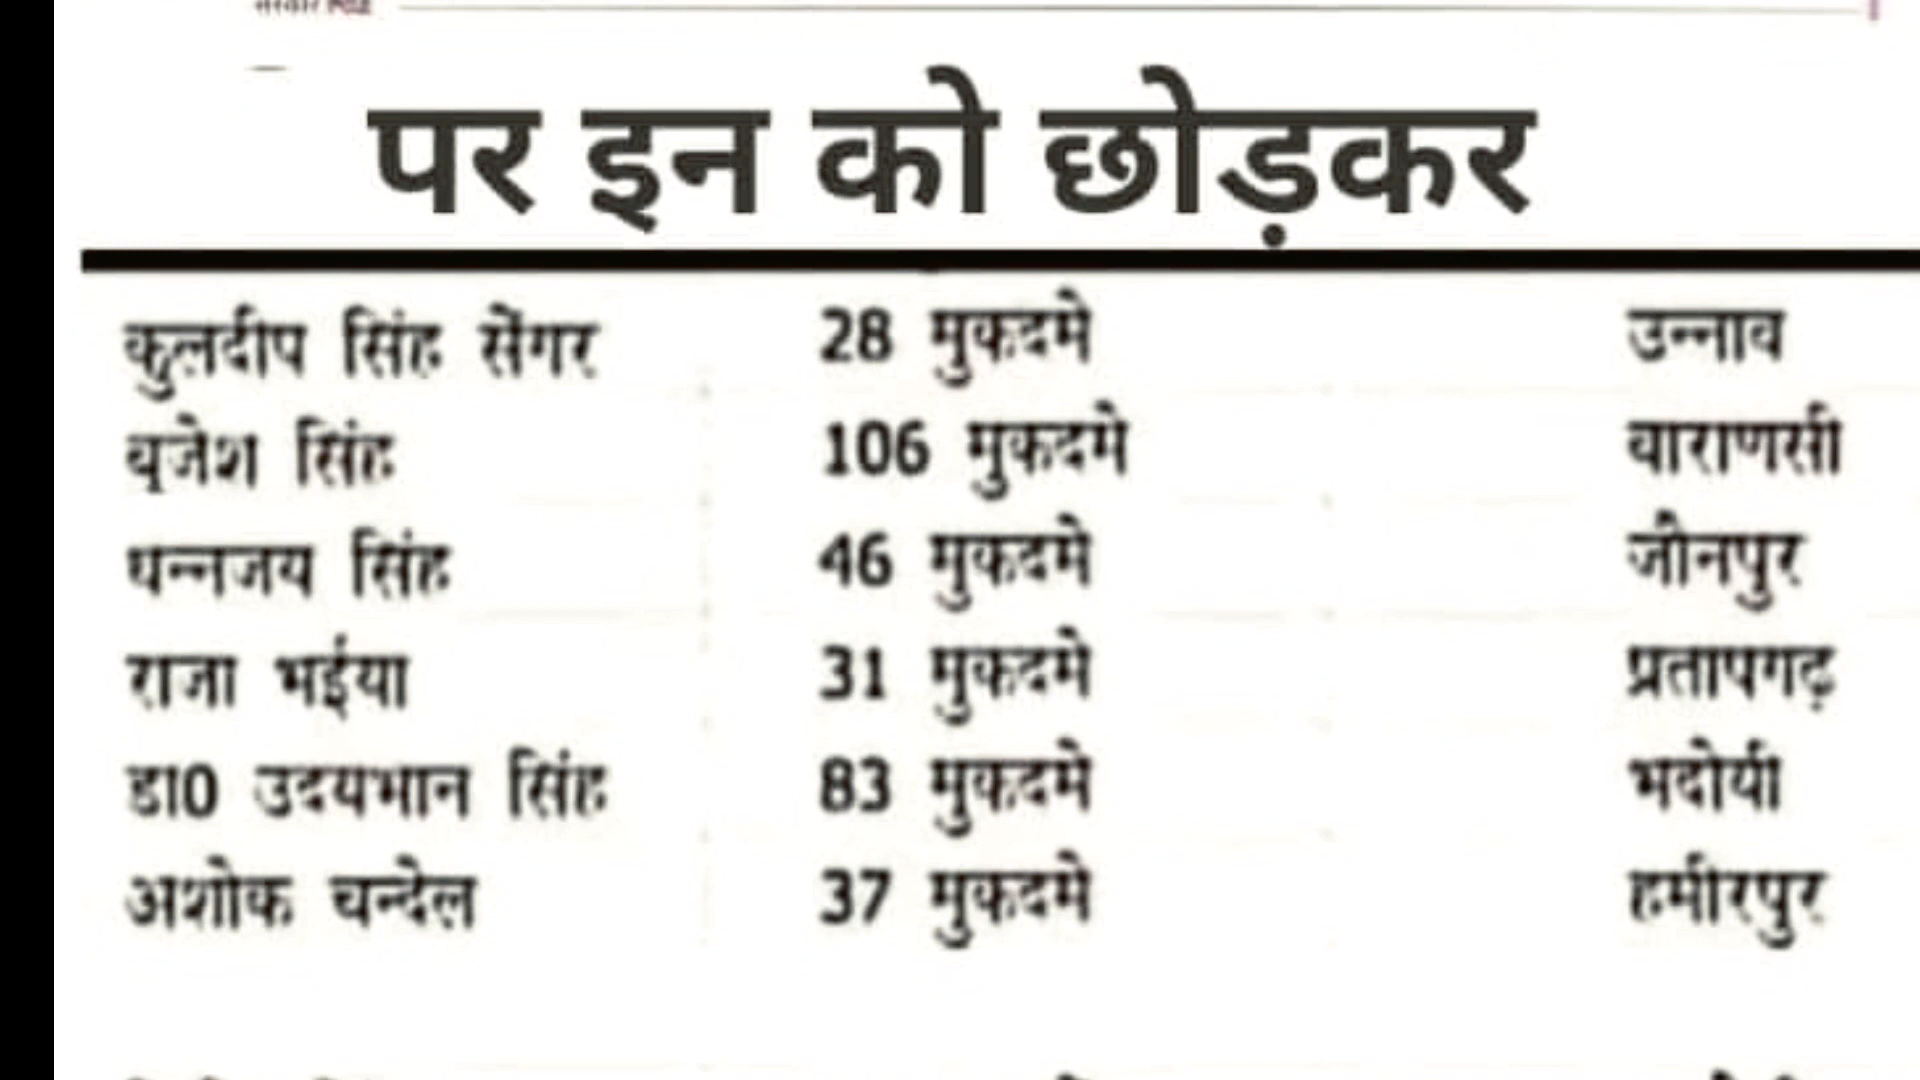 पर इन को छोड़कर
कुलदीप सिंह सेंगर 28 मुकदमे उन्नाव
बृजेश सिंह 106 मुकदमे वाराणसी
धन्नजय सिंह 46 मुकदमे जौनपुर
राजा भईया 31 मुकदमे प्रतापगढ़
डा0 उदयभान सिंह 83 मुकदमे भदोयी
अशोक चन्देल 37 मुकदमे हमीरपुर